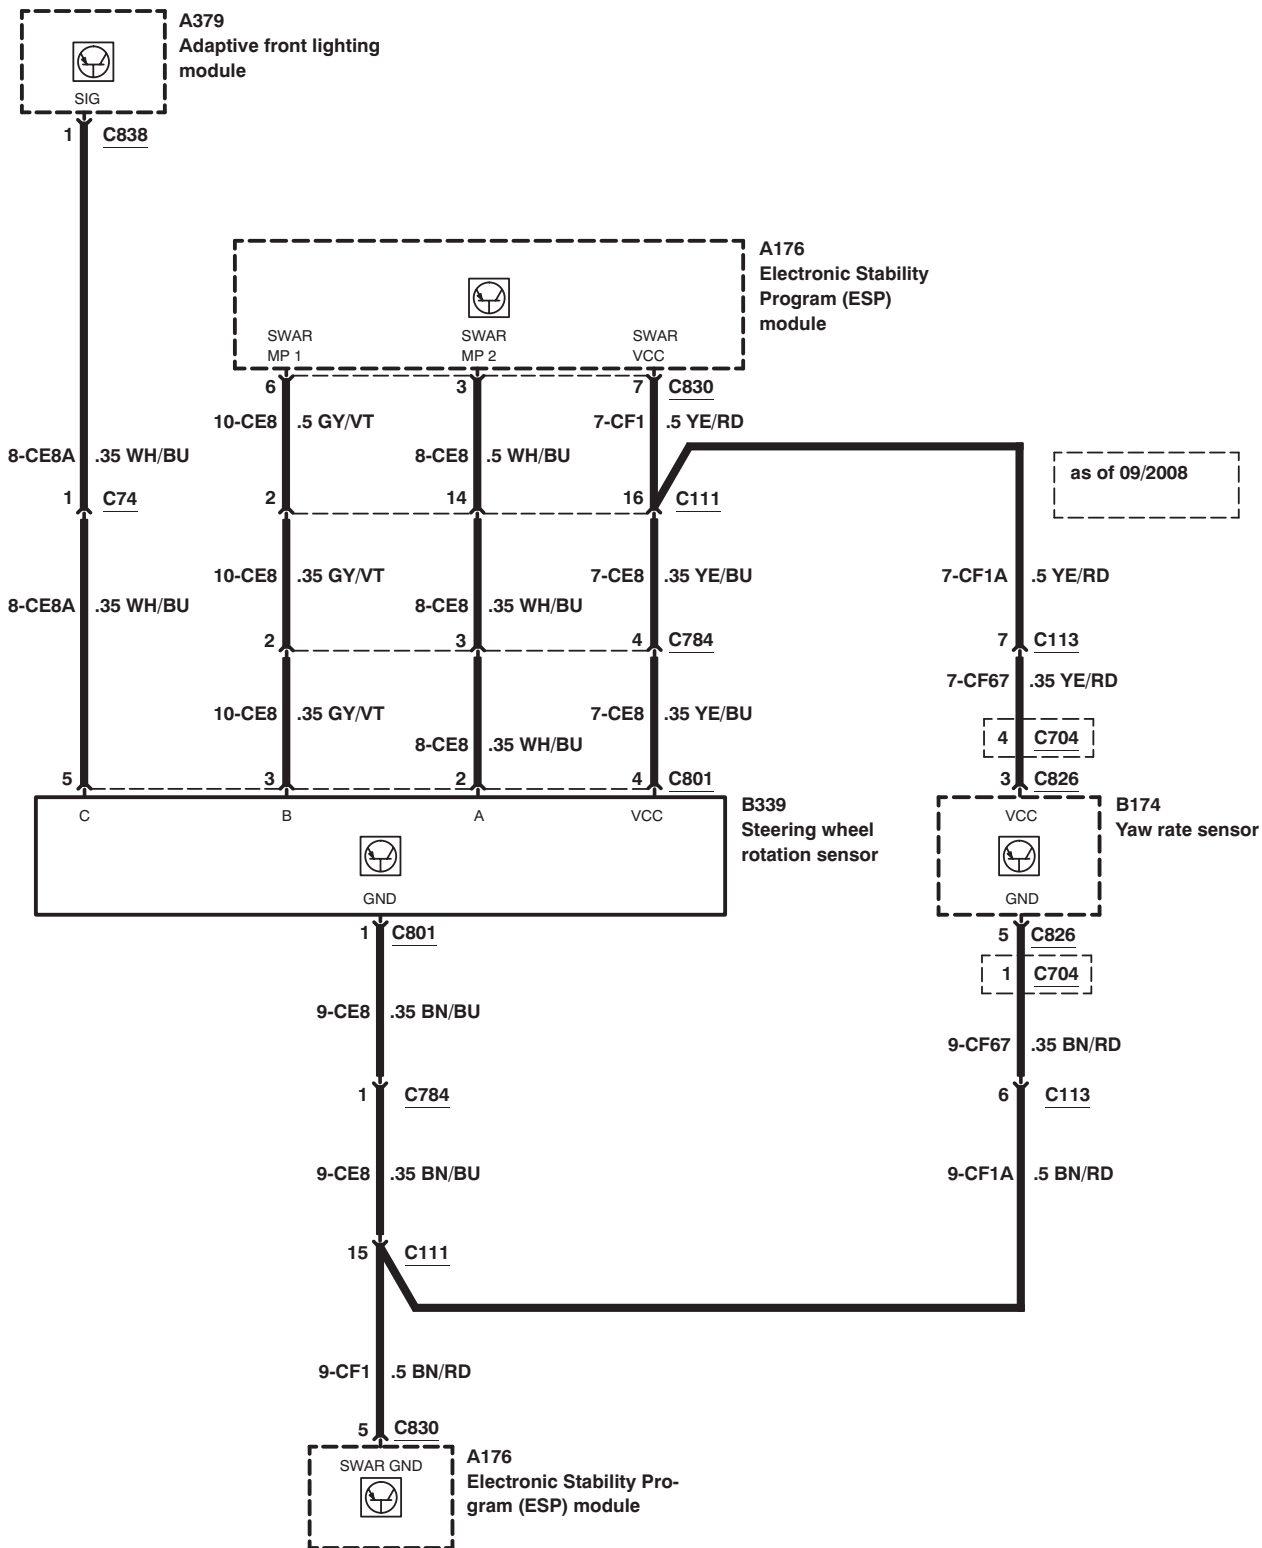 A379
Adaptive front lighting
module
SIG
1 C838
A176
Electronic Stability
Program (ESP)
module
SWAR SWAR SWAR
MP 1 MP 2 VCC
6 3 7 C830
10-CE8 .5 GY/VT 7-CF1 .5 YE/RD
8-CE8A .35 WH/BU 8-CE8 .5 WH/BU
as of 09/2008
1 C74 2 14 16 C111
10-CE8 .35 GY/VT 7-CE8 .35 YE/BU 7-CF1A .5 YE/RD
8-CE8A .35 WH/BU 8-CE8 .35 WH/BU
2 3 4 C784 7 C113
7-CF67 .35 YE/RD
10-CE8 .35 GY/VT 7-CE8 .35 YE/BU
8-CE8 .35 WH/BU 4 C704
5 3 2 4 C801 3 C826
C B A VCC
B339
Steering wheel
rotation sensor
GND
VCC
B174
Yaw rate sensor
GND
1 C801 5 C826
1 C704
9-CE8 .35 BN/BU
9-CF67 .35 BN/RD
1 C784 6 C113
9-CE8 .35 BN/BU 9-CF1A .5 BN/RD
15 C111
9-CF1 .5 BN/RD
5 C830
SWAR GND
A176
Electronic Stability Pro-
gram (ESP) module